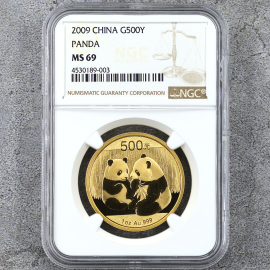 2009 CHINA G500Y
PANDA
MS 69
4530189-003
NGC
NUMISMATIC GUARANTY CORPORATION
NGC
500元
1oz Au .999